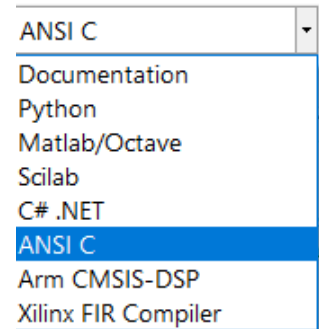 ANSI C
Documentation
Python
Matlab/Octave
Scilab
C# .NET
ANSI C
Arm CMSIS-DSP
Xilinx FIR Compiler